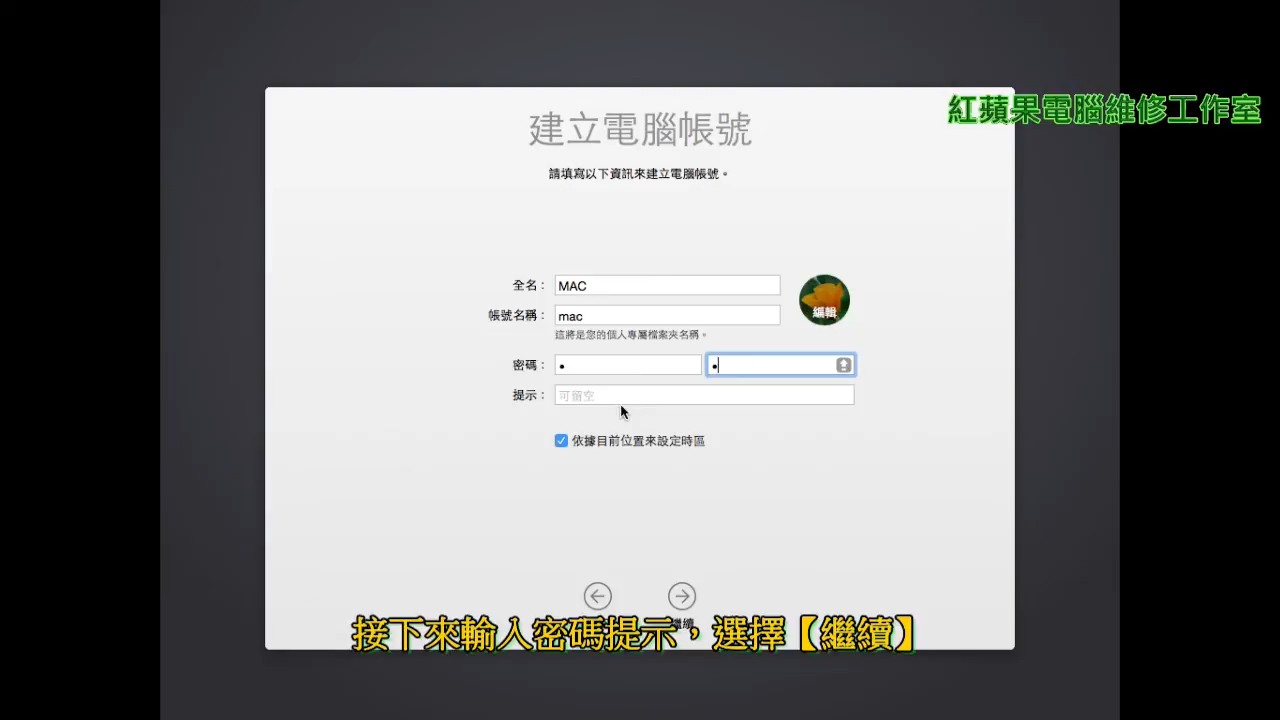 紅蘋果電腦維修工作室
建立電腦帳號
請填寫以下資訊來建立電腦帳號。
全名： MAC
編輯
帳號名稱： mac
這將是您的個人專屬檔案夾名稱。
密碼： • •
提示： 可留空
依據目前位置來設定時區
接下來輸入密碼提示，選擇【繼續】